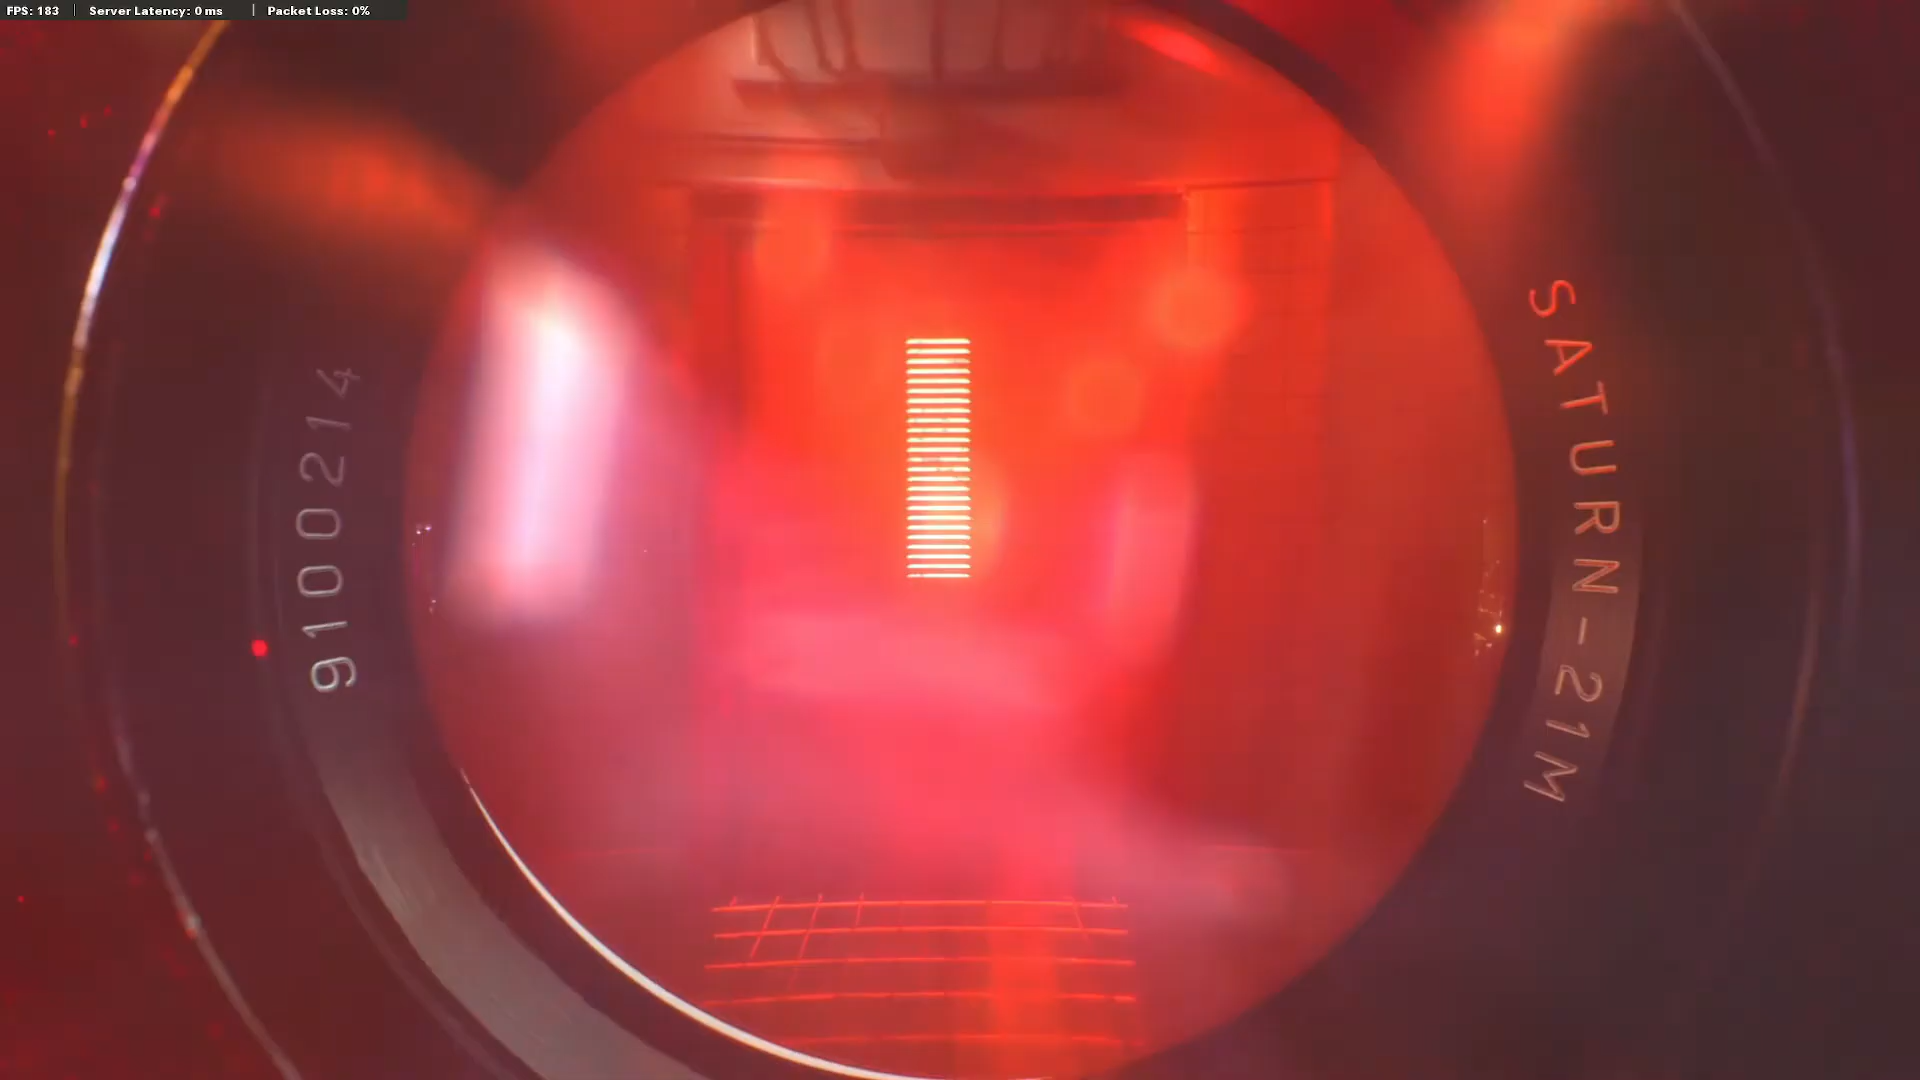 FPS: 183 | Server Latency: 0 ms | Packet Loss: 0%
9100214
SATURN-21M